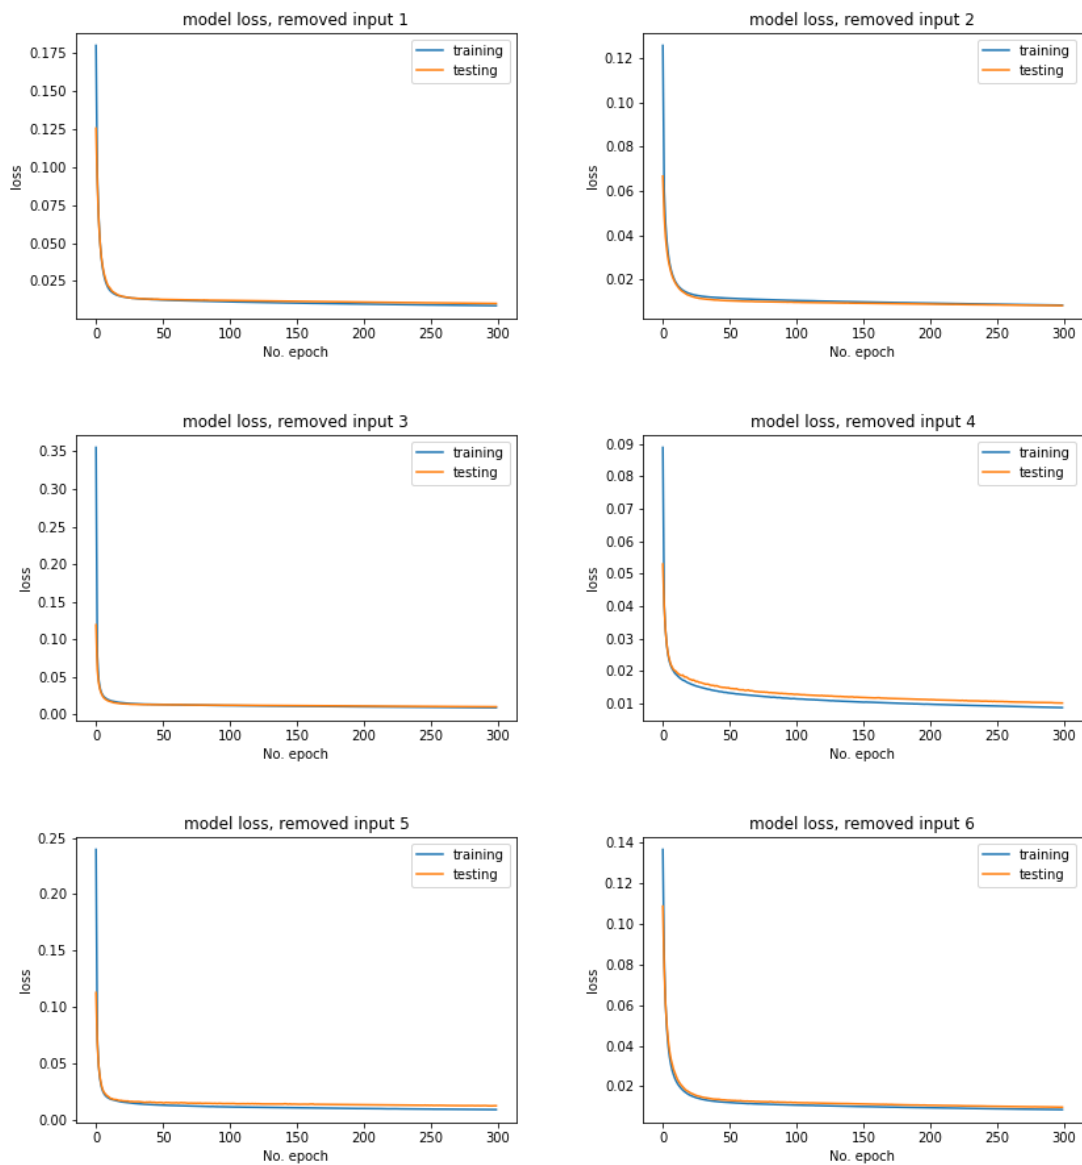 model loss, removed input 1
training
testing
0.175
0.150
0.125
0.100
0.075
0.050
0.025
loss
0
50
100
150
200
250
300
No. epoch
model loss, removed input 2
training
testing
0.12
0.10
0.08
0.06
0.04
0.02
loss
0
50
100
150
200
250
300
No. epoch
model loss, removed input 3
training
testing
0.35
0.30
0.25
0.20
0.15
0.10
0.05
0.00
loss
0
50
100
150
200
250
300
No. epoch
model loss, removed input 4
training
testing
0.09
0.08
0.07
0.06
0.05
0.04
0.03
0.02
0.01
loss
0
50
100
150
200
250
300
No. epoch
model loss, removed input 5
training
testing
0.25
0.20
0.15
0.10
0.05
0.00
loss
0
50
100
150
200
250
300
No. epoch
model loss, removed input 6
training
testing
0.14
0.12
0.10
0.08
0.06
0.04
0.02
loss
0
50
100
150
200
250
300
No. epoch